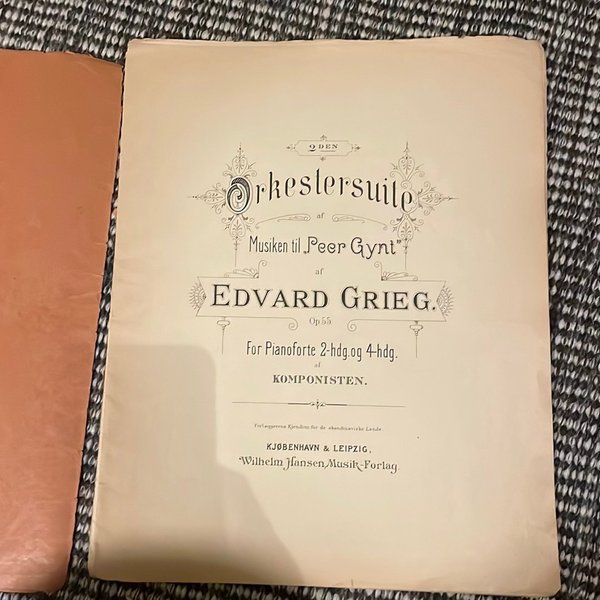 2DEN
Orkestersuite
af
Musiken til „Peer Gynt"
af
EDVARD GRIEG.
Op. 55
For Pianoforte 2-hdg. og 4-hdg.
af
KOMPONISTEN.
Forlæggerens Ejendom for de skandinaviske Lande.
KJØBENHAVN & LEIPZIG,
Wilhelm Hansen, Musik-Forlag.